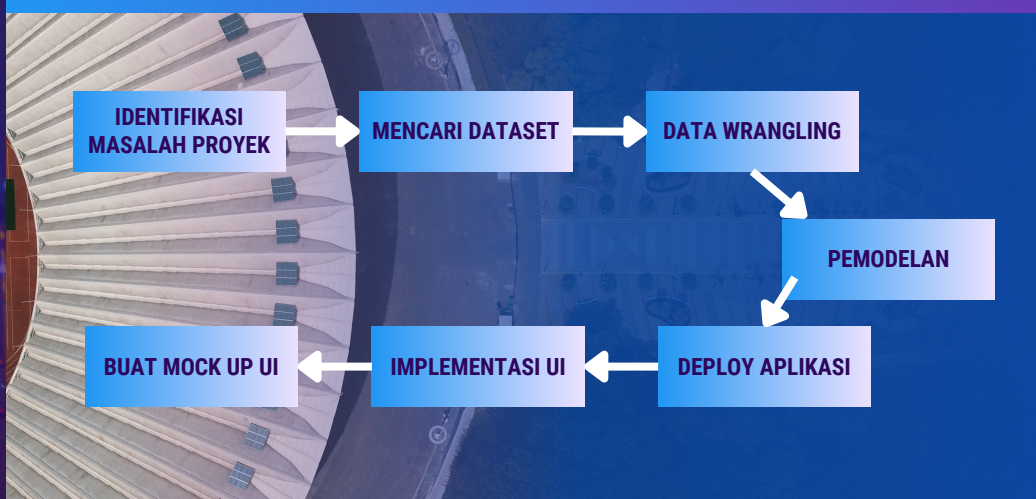 IDENTIFIKASI
MASALAH PROYEK
MENCARI DATASET
DATA WRANGLING
PEMODELAN
DEPLOY APLIKASI
IMPLEMENTASI UI
BUAT MOCK UP UI